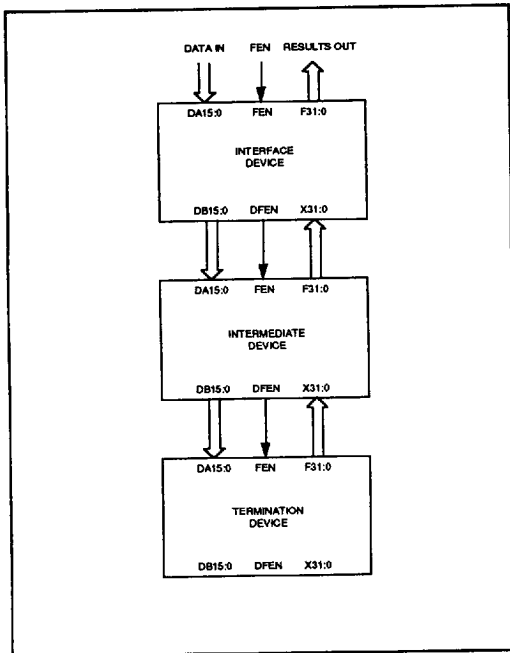 DATA IN FEN RESULTS OUT
DA15:0 FEN F31:0
INTERFACE
DEVICE
DB15:0 DFEN X31:0
DA15:0 FEN F31:0
INTERMEDIATE
DEVICE
DB15:0 DFEN X31:0
DA15:0 FEN F31:0
TERMINATION
DEVICE
DB15:0 DFEN X31:0